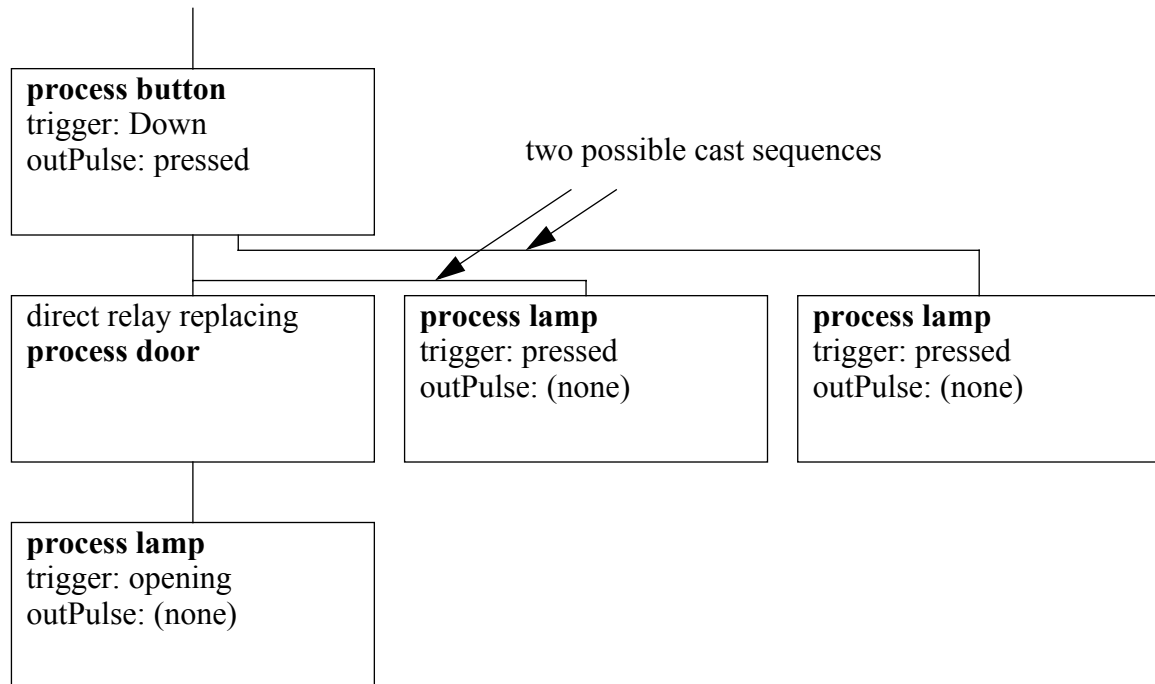 process button
trigger: Down
outPulse: pressed
two possible cast sequences
direct relay replacing
process door
process lamp
trigger: pressed
outPulse: (none)
process lamp
trigger: pressed
outPulse: (none)
process lamp
trigger: opening
outPulse: (none)